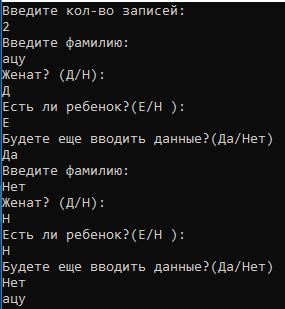 Введите кол-во записей:
2
Введите фамилию:
ацу
Женат? (Д/Н):
Д
Есть ли ребенок?(Е/Н ):
Е
Будете еще вводить данные?(Да/Нет)
Да
Введите фамилию:
Нет
Женат? (Д/Н):
Н
Есть ли ребенок?(Е/Н ):
Н
Будете еще вводить данные?(Да/Нет)
Нет
ацу